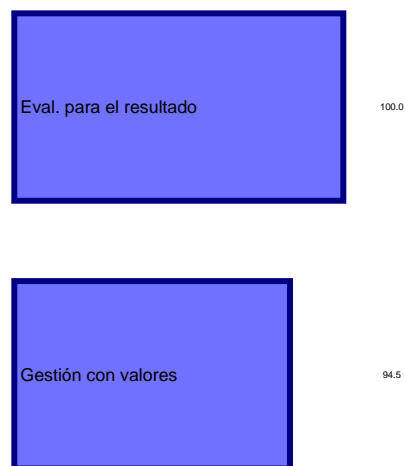 Eval. para el resultado 100.0
Gestión con valores 94.5